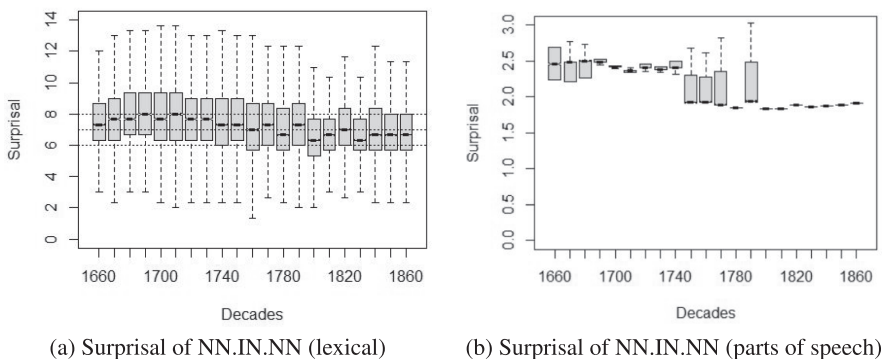 14
12
10
8
6
4
2
0
Surprisal
1660 1700 1740 1780 1820 1860
Decades
(a) Surprisal of NN.IN.NN (lexical)
3.0
2.5
2.0
1.5
1.0
0.5
0.0
Surprisal
1660 1700 1740 1780 1820 1860
Decades
(b) Surprisal of NN.IN.NN (parts of speech)